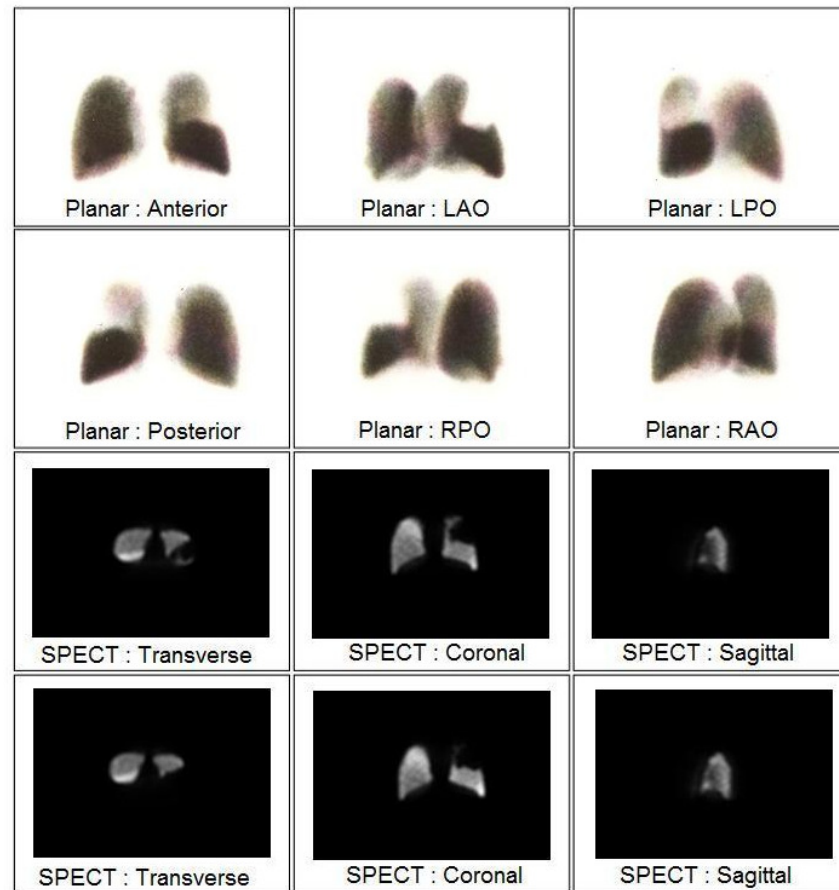 Planar : Anterior
Planar : LAO
Planar : LPO
Planar : Posterior
Planar : RPO
Planar : RAO
SPECT : Transverse
SPECT : Coronal
SPECT : Sagittal
SPECT : Transverse
SPECT : Coronal
SPECT : Sagittal